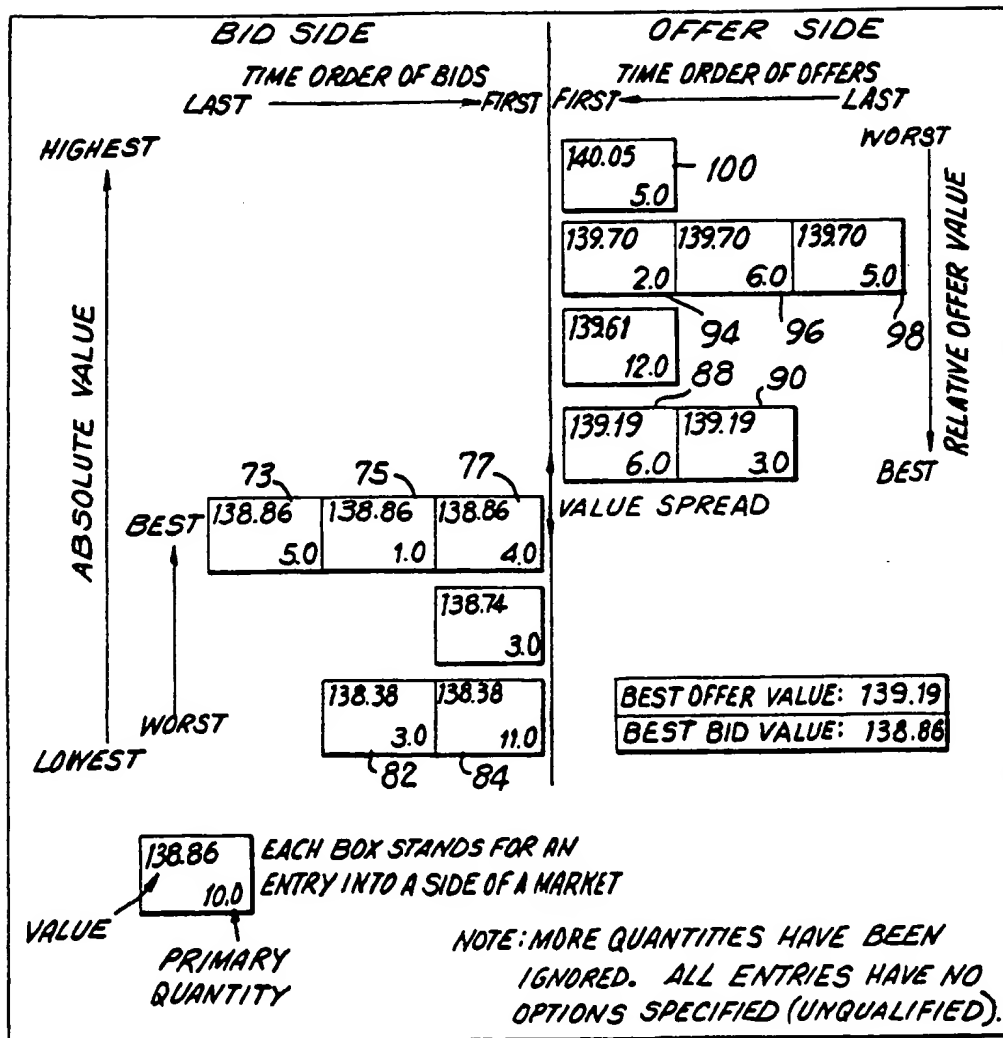 BID SIDE
OFFER SIDE
TIME ORDER OF BIDS
LAST
FIRST
TIME ORDER OF OFFERS
FIRST
LAST
HIGHEST
ABSOLUTE VALUE
LOWEST
WORST
RELATIVE OFFER VALUE
BEST
140.05
5.0
100
139.70 139.70 139.70
2.0 6.0 5.0
94 96 98
139.61
12.0
88 90
139.19 139.19
6.0 3.0
VALUE SPREAD
73 75 77
BEST
138.86 138.86 138.86
5.0 1.0 4.0
138.74
3.0
WORST
138.38 138.38
3.0 11.0
82 84
BEST OFFER VALUE: 139.19
BEST BID VALUE: 138.86
138.86
10.0
VALUE
PRIMARY
QUANTITY
EACH BOX STANDS FOR AN
ENTRY INTO A SIDE OF A MARKET
NOTE: MORE QUANTITIES HAVE BEEN
IGNORED. ALL ENTRIES HAVE NO
OPTIONS SPECIFIED (UNQUALIFIED).